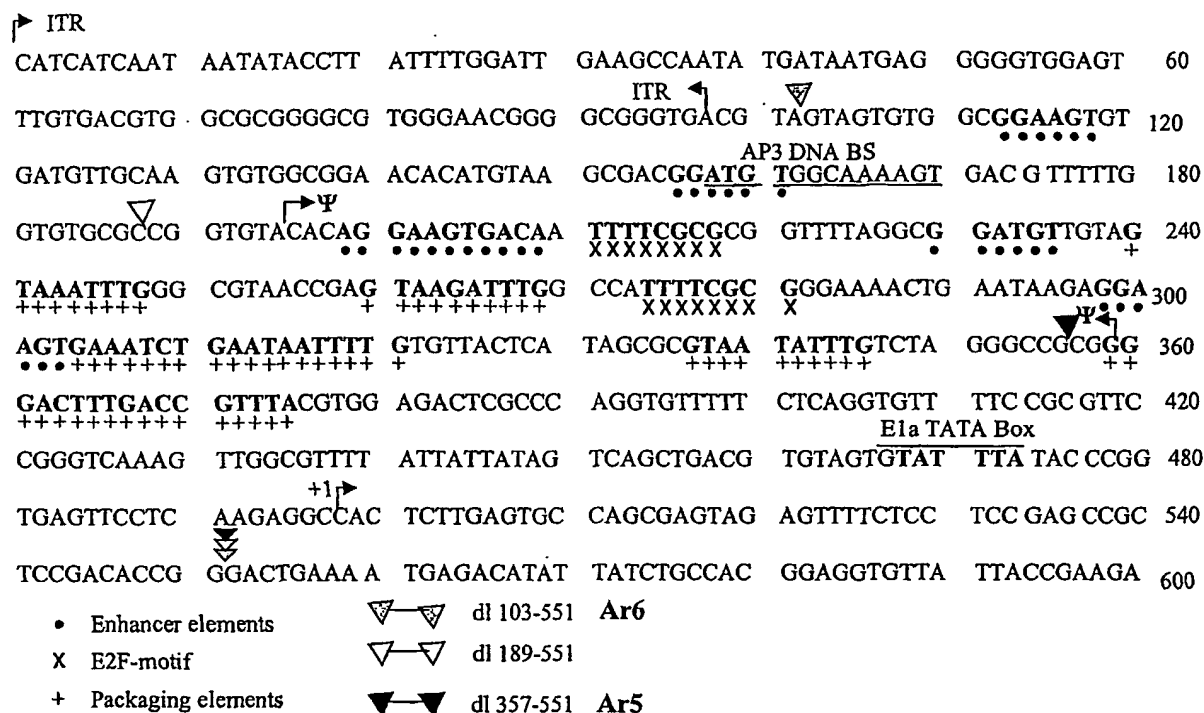 ITR
CATCATCAAT AATATACCTT ATTTTGGATT GAAGCCAATA TGATAATGAG GGGGTGGAGT 60
ITR
TTGTGACGTG GCGCGGGGCG TGGGAACGGG GCGGGTGACG TAGTAGTGTG GCGGAAGTGT 120
AP3 DNA BS
GATGTTGCAA GTGTGGCGGA ACACATGTAA GCGACGGATG TGGCAAAAGT GAC G TTTTTG 180
Ψ
GTGTGCGCCG GTGTACACAG GAAGTGACAA TTTTCGCGCG GTTTTAGGCG GATGTTGTAG 240
TAAATTTGGG CGTAACCGAG TAAGATTTGG CCATTTTCGC GGGAAAACTG AATAAGAGGA 300
Ψ
AGTGAAATCT GAATAATTTT GTGTTACTCA TAGCGCGTAA TATTTGTCTA GGGCCGCGGG 360
GACTTTGACC GTTTACGTGG AGACTCGCCC AGGTGTTTTT CTCAGGTGTT TTC CGC GTTC 420
E1a TATA Box
CGGGTCAAAG TTGGCGTTTT ATTATTATAG TCAGCTGACG TGTAGTGTAT TTA TAC CCGG 480
+1
TGAGTTCCTC AAGAGGCCAC TCTTGAGTGC CAGCGAGTAG AGTTTTCTCC TCC GAG CCGC 540
TCCGACACCG GGACTGAAAA TGAGACATAT TATCTGCCAC GGAGGTGTTA TTACCGAAGA 600
• Enhancer elements dl 103-551 Ar6
X E2F-motif dl 189-551
+ Packaging elements dl 357-551 Ar5